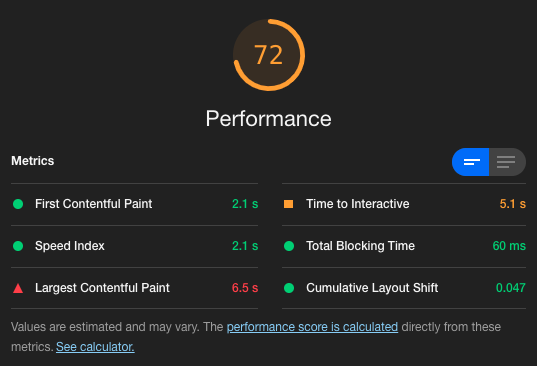 72
Performance
Metrics
First Contentful Paint 2.1 s
Time to Interactive 5.1 s
Speed Index 2.1 s
Total Blocking Time 60 ms
Largest Contentful Paint 6.5 s
Cumulative Layout Shift 0.047
Values are estimated and may vary. The performance score is calculated directly from these
metrics. See calculator.